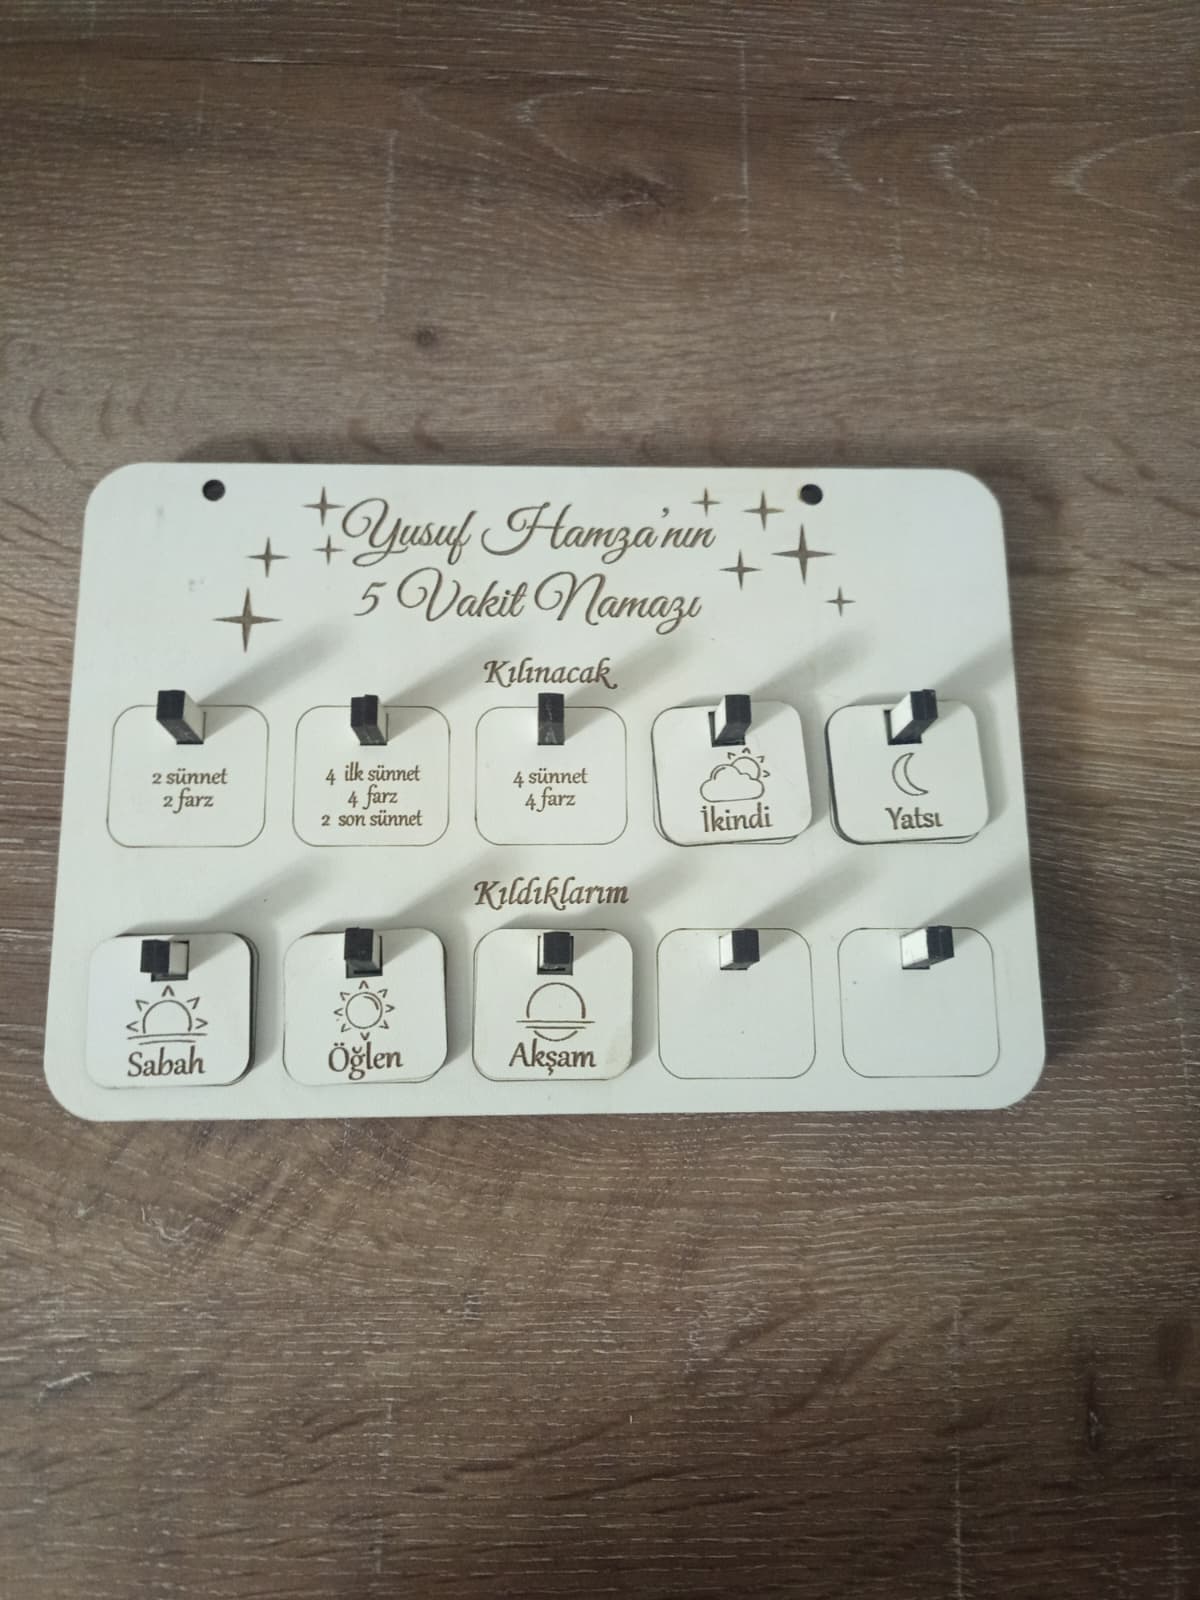 Yusuf Hamza'nın
5 Vakit Namazı
Kılınacak
2 sünnet
2 farz
4 ilk sünnet
4 farz
2 son sünnet
4 sünnet
4 farz
İkindi
Yatsı
Kıldıklarım
Sabah
Öğlen
Akşam